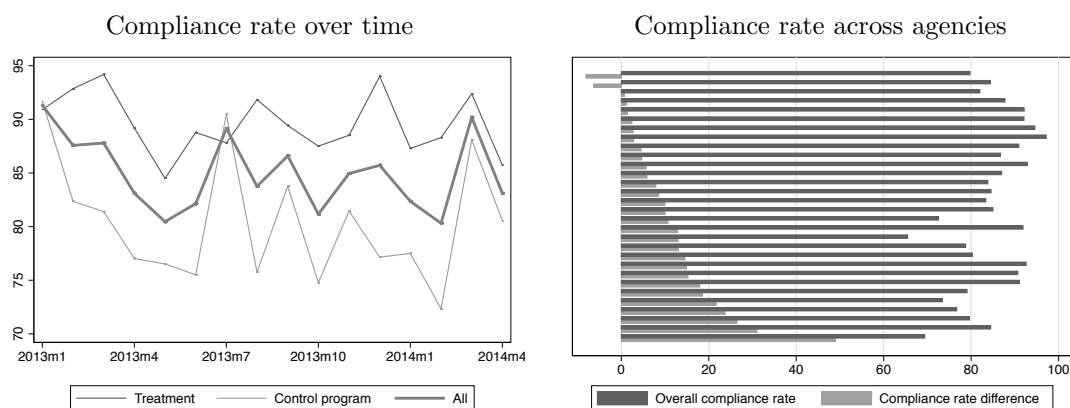 Compliance rate over time
95
90
85
80
75
70
2013m1 2013m4 2013m7 2013m10 2014m1 2014m4
Treatment Control program All
Compliance rate across agencies
0 20 40 60 80 100
Overall compliance rate Compliance rate difference